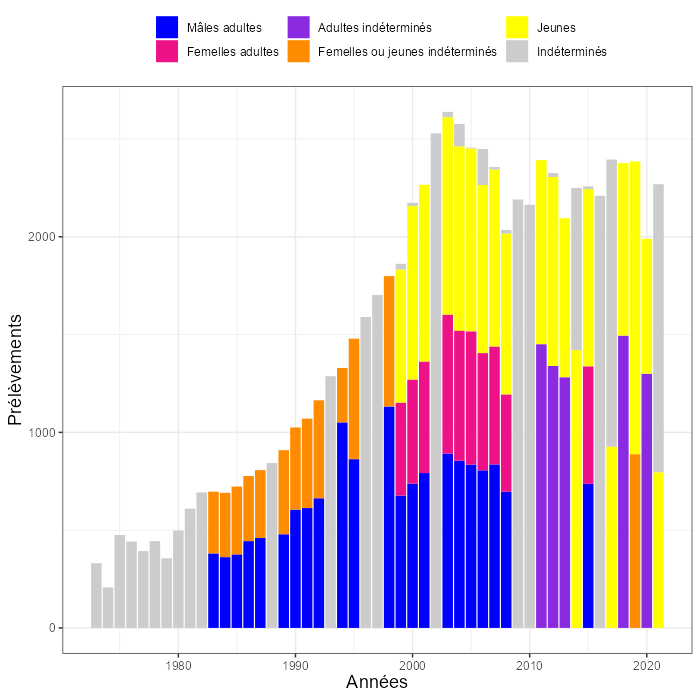 Mâles adultes
Adultes indéterminés
Jeunes
Femelles adultes
Femelles ou jeunes indéterminés
Indéterminés
Prélèvements
2000
1000
0
1980 1990 2000 2010 2020
Années